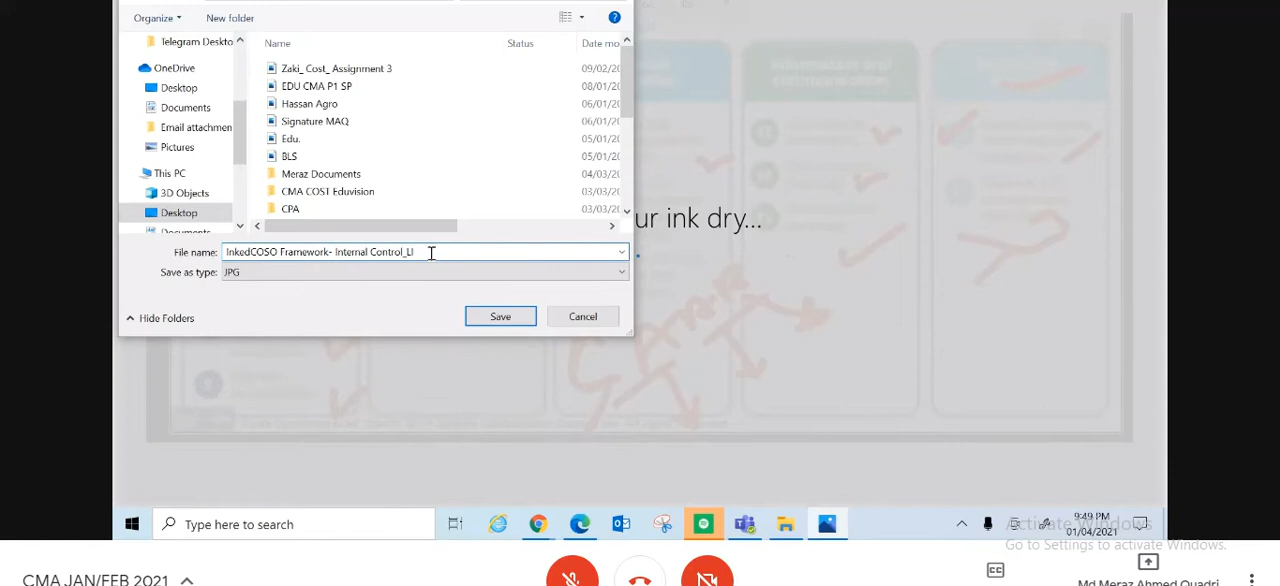 Organize
New folder
Telegram Deskto
OneDrive
Desktop
Documents
Email attachmen
Pictures
This PC
3D Objects
Desktop
Name
Status
Date mo
Zaki_ Cost_ Assignment 3
09/02/20
EDU CMA P1 SP
08/01/20
Hassan Agro
06/01/20
Signature MAQ
06/01/20
Edu.
05/01/20
BLS
05/01/20
Meraz Documents
04/03/20
CMA COST Eduvision
03/03/20
CPA
03/03/20
File name:
InkedCOSO Framework- Internal Control_LI
Save as type:
JPG
Hide Folders
Save
Cancel
ur ink dry...
Type here to search
9:49 PM
01/04/2021
Activate Windows
Go to Settings to activate Windows.
CMA JAN/FEB 2021
Md Meraz Ahmed Quadri